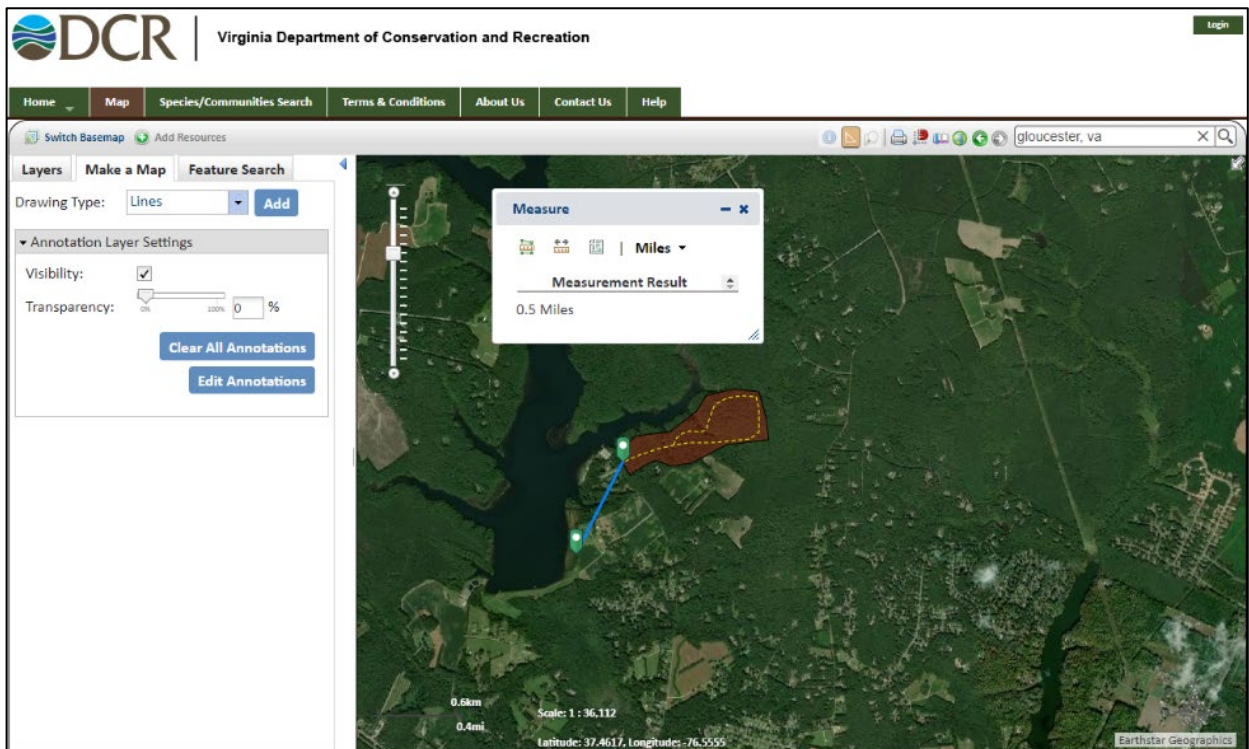 DCR
Virginia Department of Conservation and Recreation
Login
Home Map Species/Communities Search Terms & Conditions About Us Contact Us Help
Switch Basemap Add Resources
gloucester, va
Layers Make a Map Feature Search
Drawing Type: Lines Add
Annotation Layer Settings
Visibility:
Transparency: 0% 100% 0 %
Clear All Annotations
Edit Annotations
Measure
Miles
Measurement Result
0.5 Miles
0.6km
0.4mi
Scale: 1 : 36,112
Latitude: 37.4617, Longitude: -76.5555
Earthstar Geographics